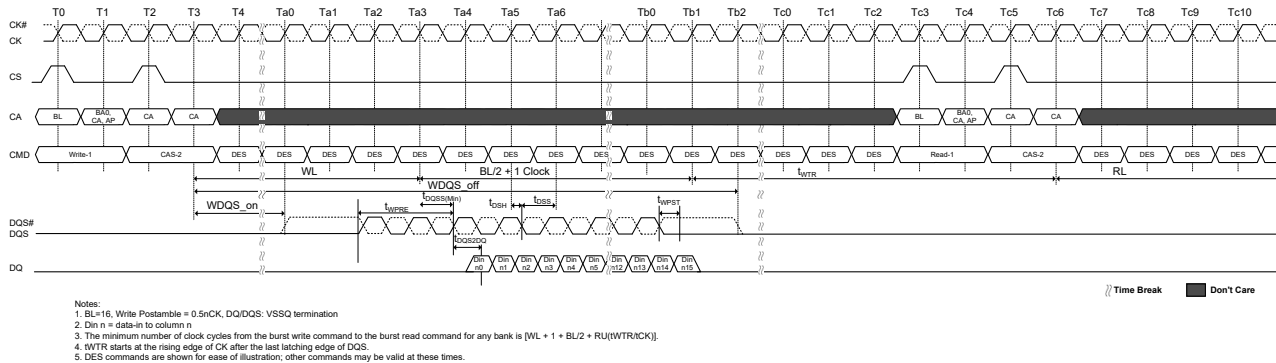 T0 T1 T2 T3 T4 Ta0 Ta1 Ta2 Ta3 Ta4 Ta5 Ta6 Tb0 Tb1 Tb2 Tc0 Tc1 Tc2 Tc3 Tc4 Tc5 Tc6 Tc7 Tc8 Tc9 Tc10
CK#
CK
CS
CA BL BA0, CA, AP CA CA BL BA0, CA, AP CA CA
CMD Write-1 CAS-2 DES DES DES DES DES DES DES DES DES DES DES DES DES DES DES Read-1 CAS-2 DES DES DES DES
WL BL/2 + 1 Clock tWTR RL
WDQS_off
WDQS_on tWPRE tDQSS(Min) tDSH tDSS tWPST
DQS#
DQS
tDQS2DQ
DQ Din n0 Din n1 Din n2 Din n3 Din n4 Din n5 Din n12 Din n13 Din n14 Din n15
Time Break Don't Care
Notes:
1. BL=16, Write Postamble = 0.5nCK, DQ/DQS: VSSQ termination
2. Din n = data-in to column n
3. The minimum number of clock cycles from the burst write command to the burst read command for any bank is [WL + 1 + BL/2 + RU(tWTR/tCK)].
4. tWTR starts at the rising edge of CK after the last latching edge of DQS.
5. DES commands are shown for ease of illustration; other commands may be valid at these times.